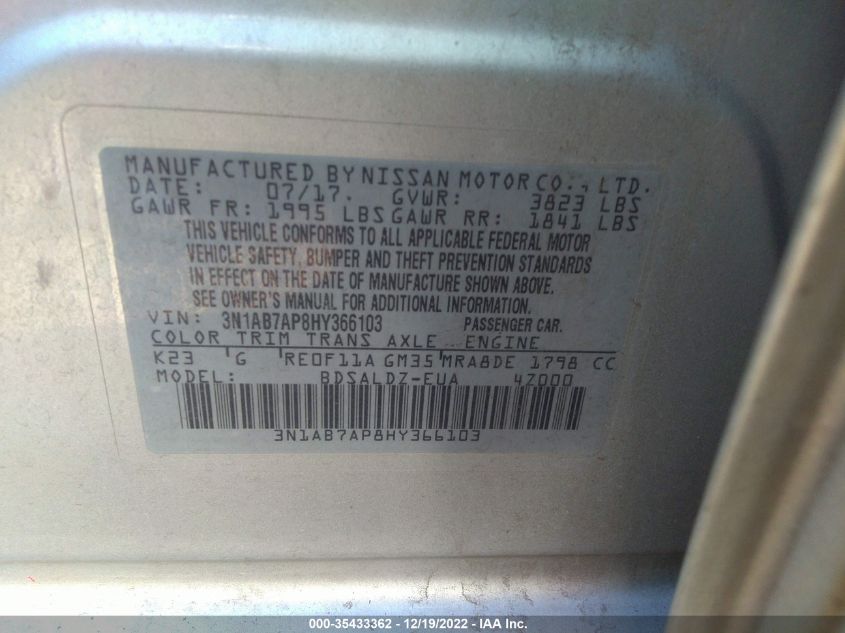 MANUFACTURED BY NISSAN MOTOR CO., LTD.
DATE: 07/17. GVWR: 3823 LBS
GAWR FR: 1995 LBS GAWR RR: 1841 LBS
THIS VEHICLE CONFORMS TO ALL APPLICABLE FEDERAL MOTOR
VEHICLE SAFETY, BUMPER AND THEFT PREVENTION STANDARDS
IN EFFECT ON THE DATE OF MANUFACTURE SHOWN ABOVE.
SEE OWNER'S MANUAL FOR ADDITIONAL INFORMATION.
VIN: 3N1AB7AP8HY366103 PASSENGER CAR.
COLOR TRIM TRANS AXLE ENGINE
K23 G RE0F11A GM35 MRA8DE 1798 CC
MODEL: BDSALDZ-EUA 4Z000
3N1AB7AP8HY366103
000-35433362 - 12/19/2022 - IAA Inc.